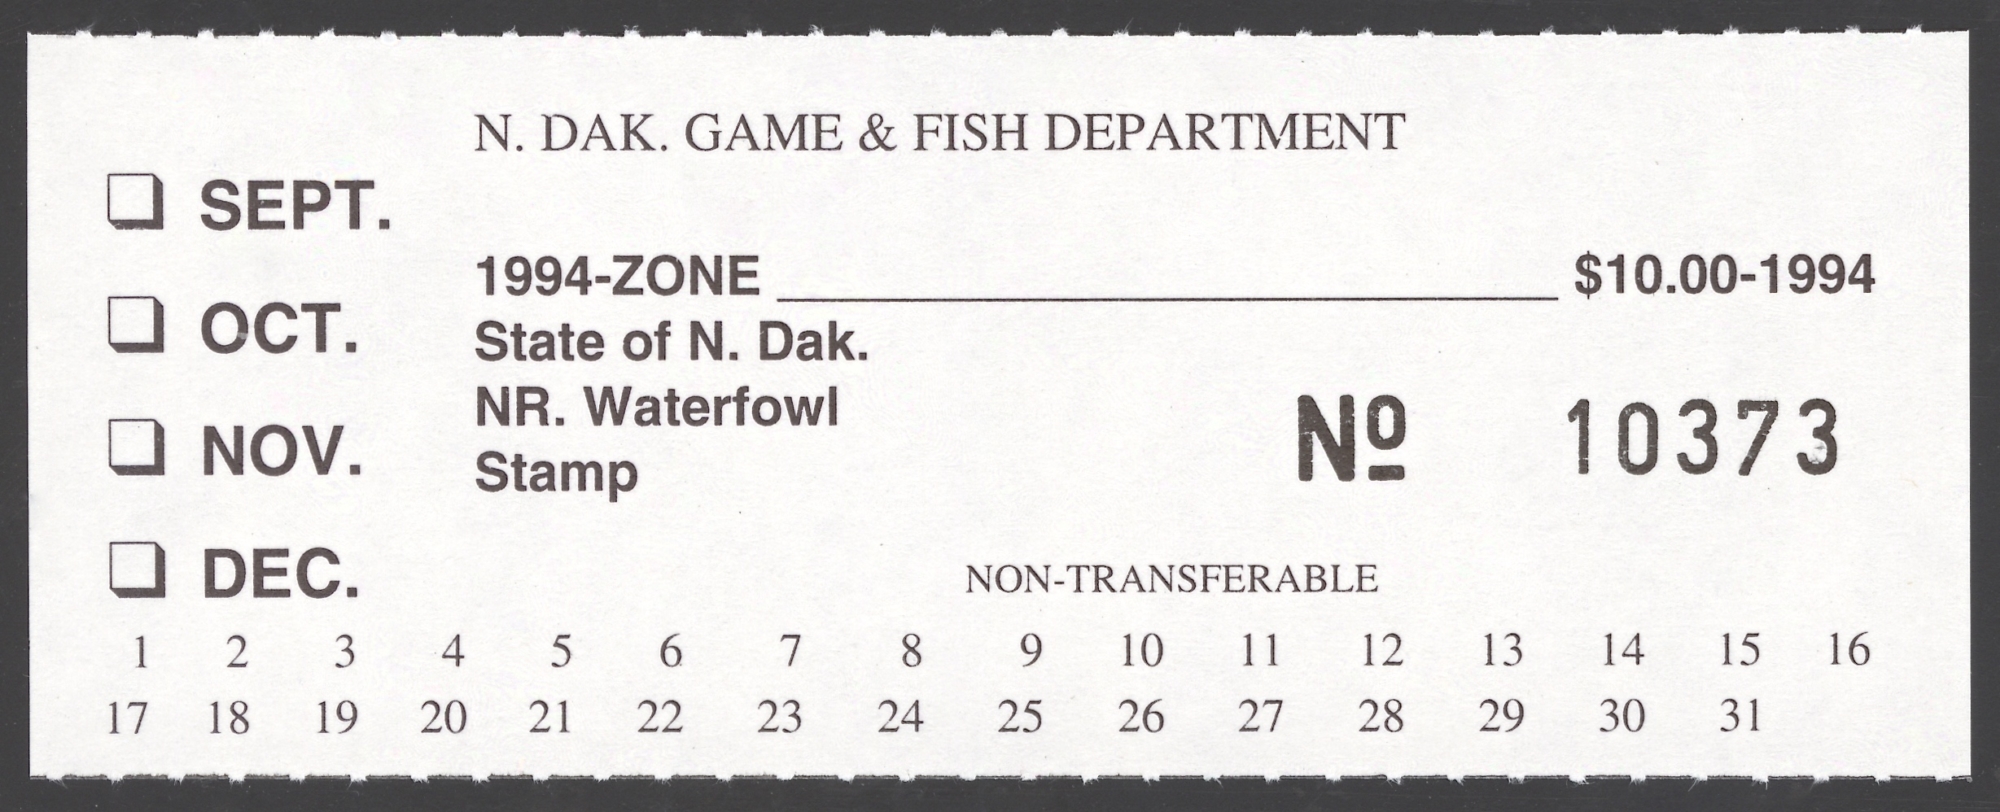 N. DAK. GAME & FISH DEPARTMENT
SEPT.
OCT.
NOV.
DEC.
1994-ZONE $10.00-1994
State of N. Dak.
NR. Waterfowl
Stamp
Nº 10373
NON-TRANSFERABLE
1 2 3 4 5 6 7 8 9 10 11 12 13 14 15 16
17 18 19 20 21 22 23 24 25 26 27 28 29 30 31